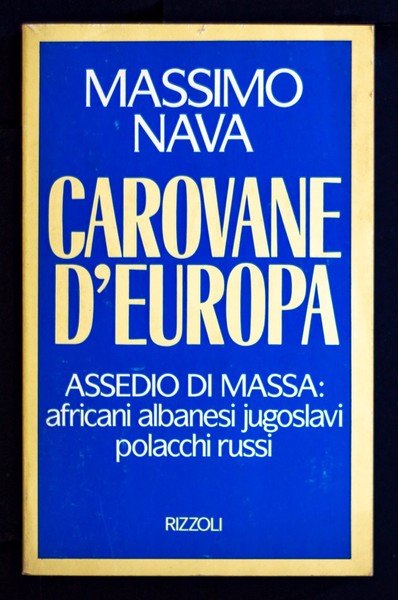 MASSIMO
NAVA
CAROVANE
D'EUROPA
ASSEDIO DI MASSA:
africani albanesi jugoslavi
polacchi russi
RIZZOLI